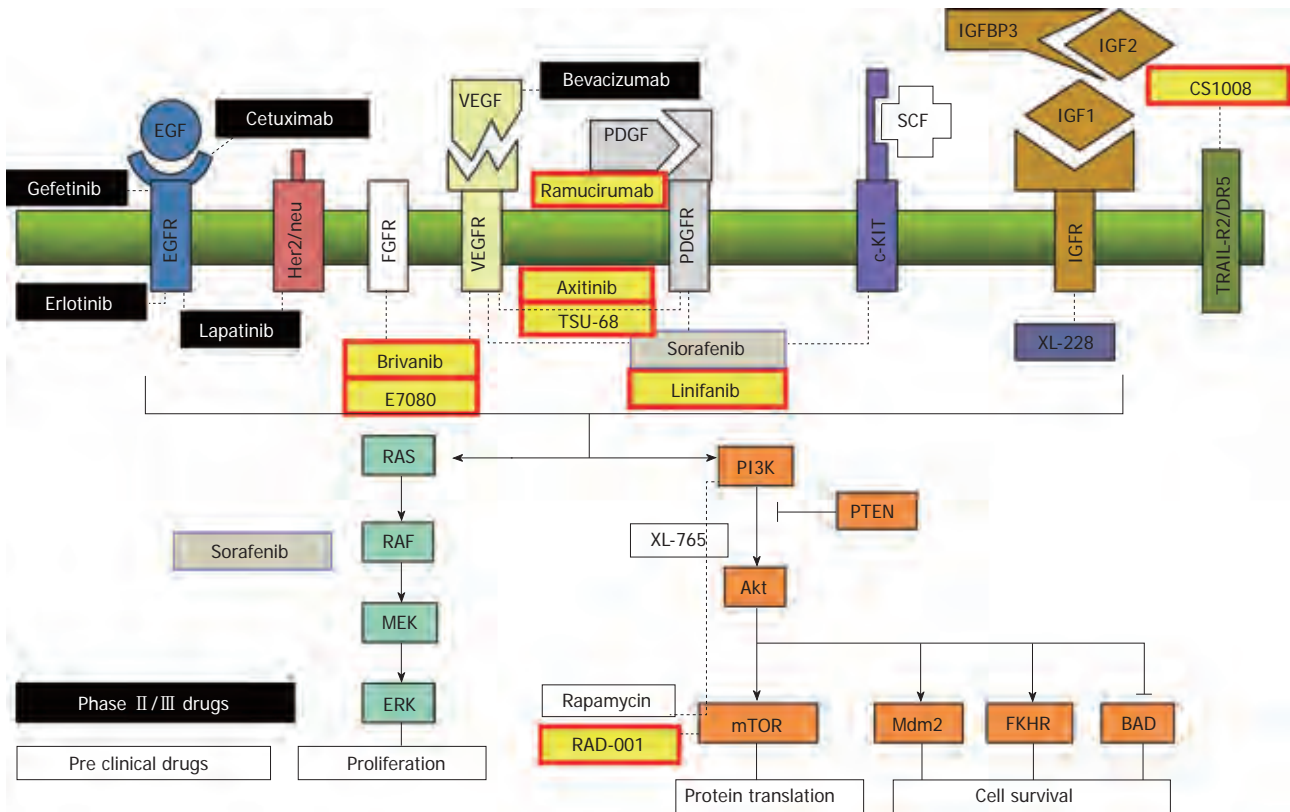 IGFBP3
IGF2
Bevacizumab
VEGF
CS1008
Cetuximab
EGF
PDGF
SCF
IGF1
Gefetinib
Ramucirumab
EGFR
Her2/neu
FGFR
VEGFR
PDGFR
c-KIT
IGFR
TRAIL-R2/DR5
Erlotinib
Axitinib
Lapatinib
TSU-68
Brivanib
Sorafenib
XL-228
E7080
Linifanib
RAS
PI3K
PTEN
Sorafenib
RAF
XL-765
Akt
MEK
Phase Ⅱ/Ⅲ drugs
ERK
Rapamycin
mTOR
Mdm2
FKHR
BAD
RAD-001
Pre clinical drugs
Proliferation
Protein translation
Cell survival